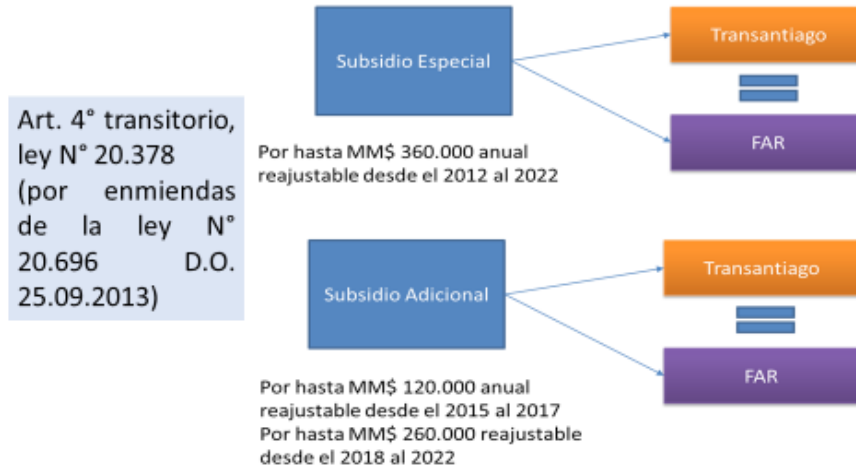 Art. 4° transitorio,
ley N° 20.378
(por enmiendas
de la ley N°
20.696 D.O.
25.09.2013)
Subsidio Especial
Transantiago
FAR
Por hasta MM$ 360.000 anual
reajustable desde el 2012 al 2022
Subsidio Adicional
Transantiago
FAR
Por hasta MM$ 120.000 anual
reajustable desde el 2015 al 2017
Por hasta MM$ 260.000 reajustable
desde el 2018 al 2022